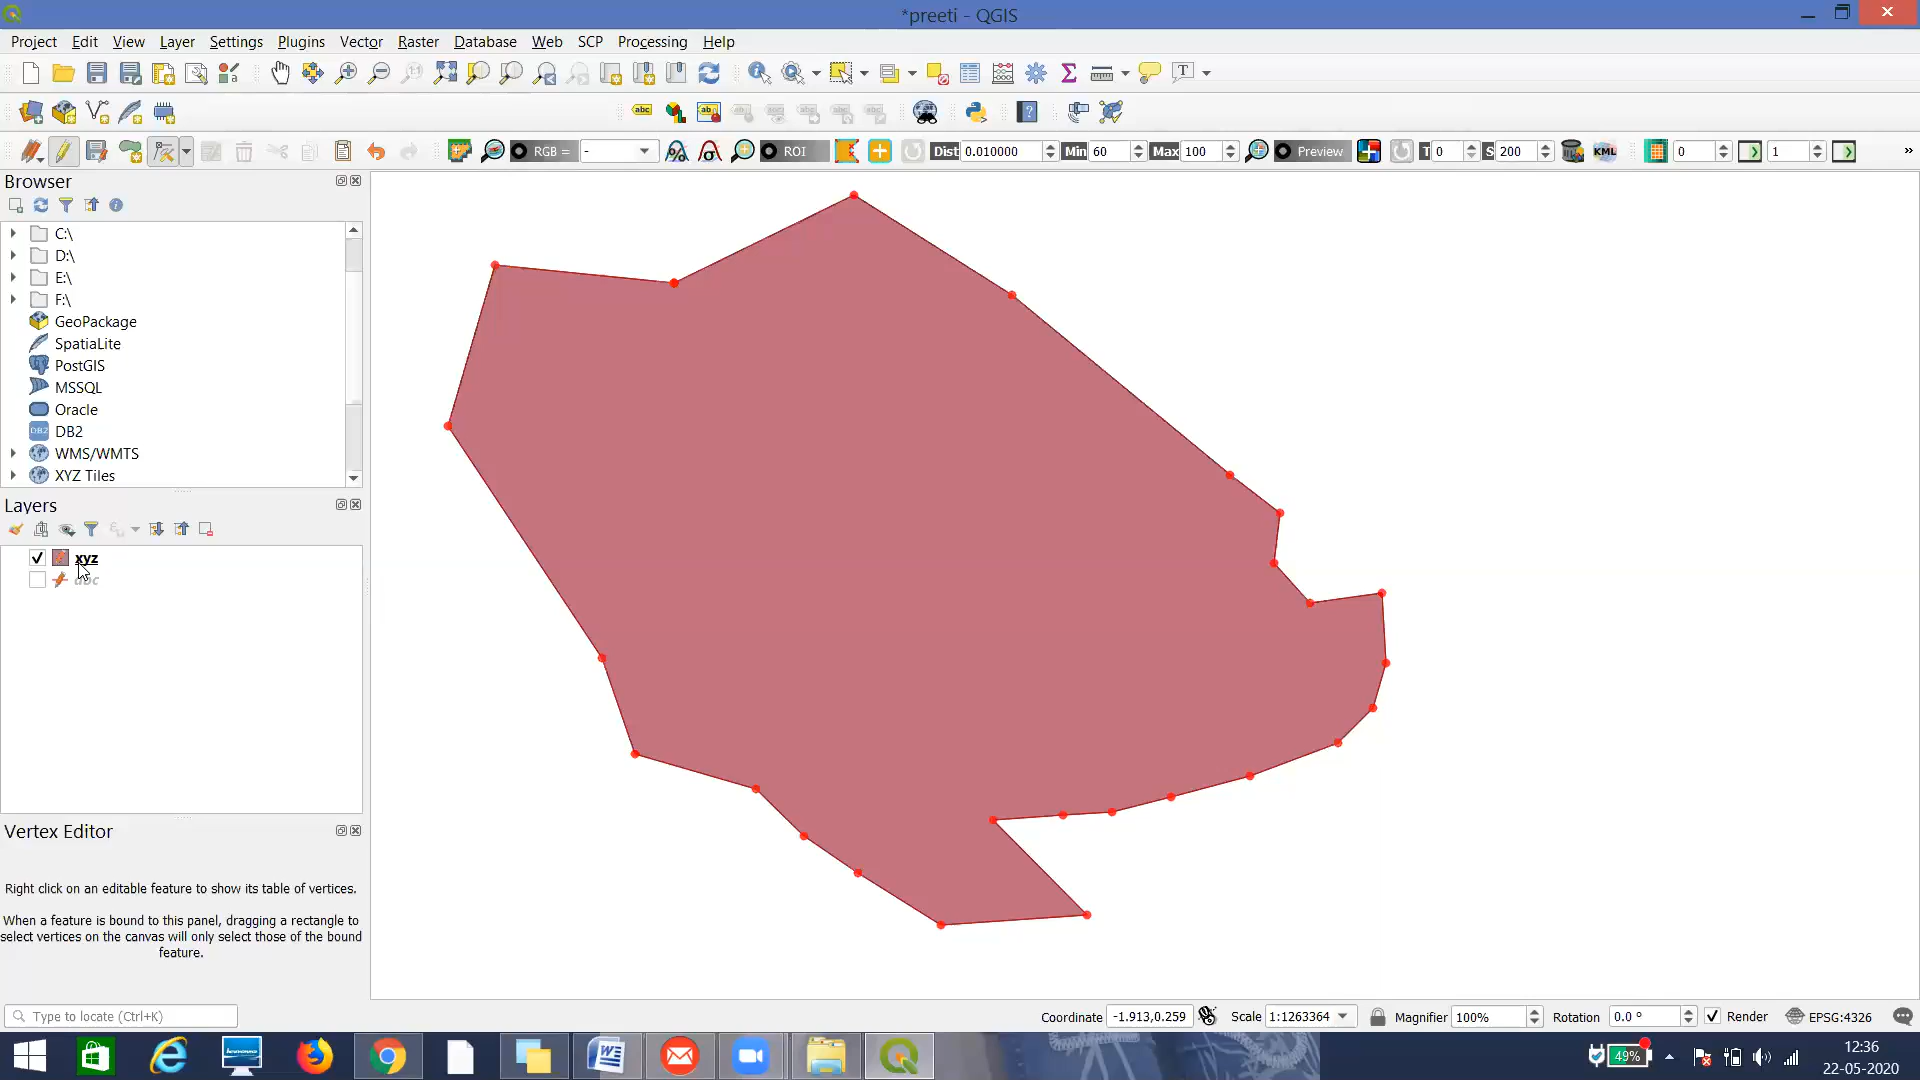 *preeti - QGIS
Project Edit View Layer Settings Plugins Vector Raster Database Web SCP Processing Help
abc ab
RGB = - ROI Dist 0.010000 Min 60 Max 100 Preview T 0 S 200 KML 0 1 »
Browser
C:\
D:\
E:\
F:\
GeoPackage
SpatiaLite
PostGIS
MSSQL
Oracle
DB2 DB2
WMS/WMTS
XYZ Tiles
Layers
xyz
abc
Vertex Editor
Right click on an editable feature to show its table of vertices.
When a feature is bound to this panel, dragging a rectangle to
select vertices on the canvas will only select those of the bound
feature.
Type to locate (Ctrl+K) Coordinate -1.913,0.259 Scale 1:1263364 Magnifier 100% Rotation 0.0 ° Render EPSG:4326
49% 12:36
22-05-2020